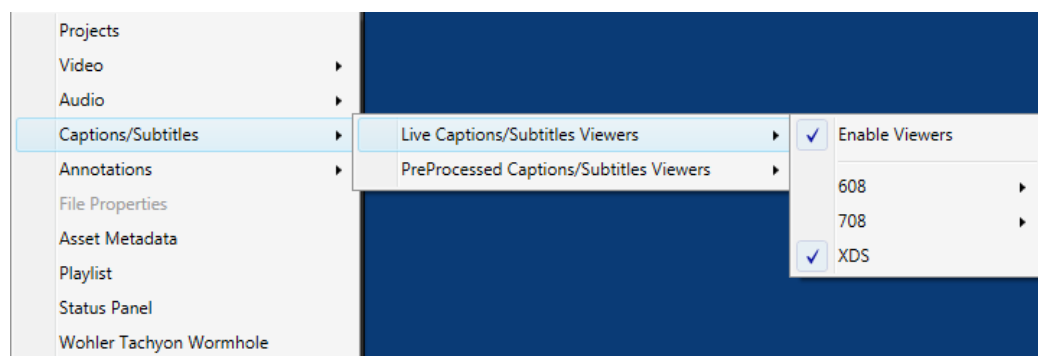 Projects
Video
Audio
Captions/Subtitles
Annotations
File Properties
Asset Metadata
Playlist
Status Panel
Wohler Tachyon Wormhole
Live Captions/Subtitles Viewers
PreProcessed Captions/Subtitles Viewers
Enable Viewers
608
708
XDS